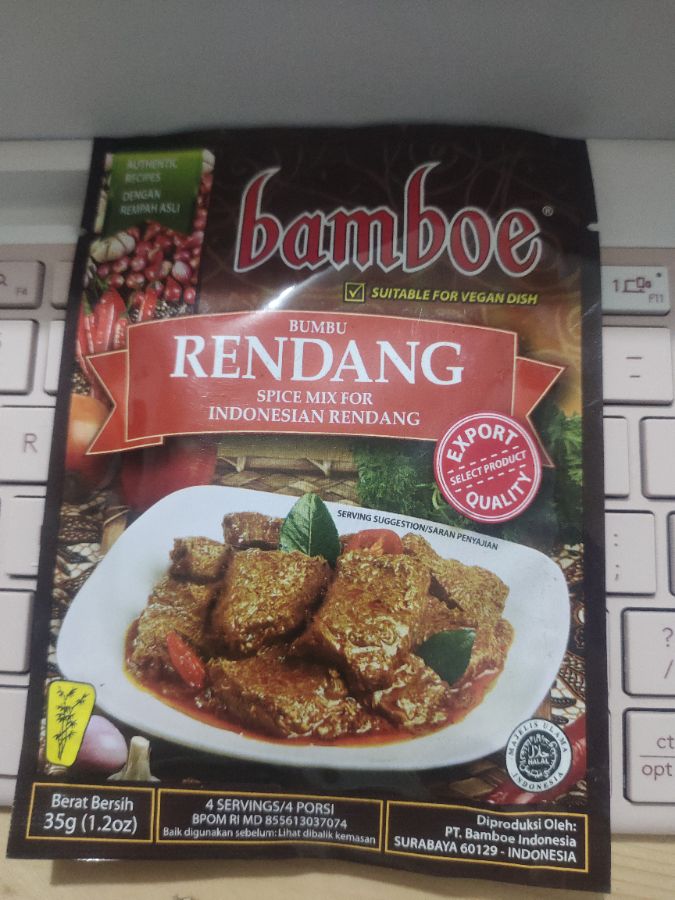 AUTHENTIC
RECIPES
DENGAN
REMPAH ASLI
bamboe®
SUITABLE FOR VEGAN DISH
BUMBU
RENDANG
SPICE MIX FOR
INDONESIAN RENDANG
EXPORT
SELECT PRODUCT
QUALITY
SERVING SUGGESTION/SARAN PENYAJIAN
MAJELIS ULAMA
حلال
HALAL
INDONESIA
Berat Bersih
35g (1.2oz)
4 SERVINGS/4 PORSI
BPOM RI MD 855613037074
Baik digunakan sebelum: Lihat dibalik kemasan
Diproduksi Oleh:
PT. Bamboe Indonesia
SURABAYA 60129 - INDONESIA
F4
F11
R
=
;
?
/
ct
opt